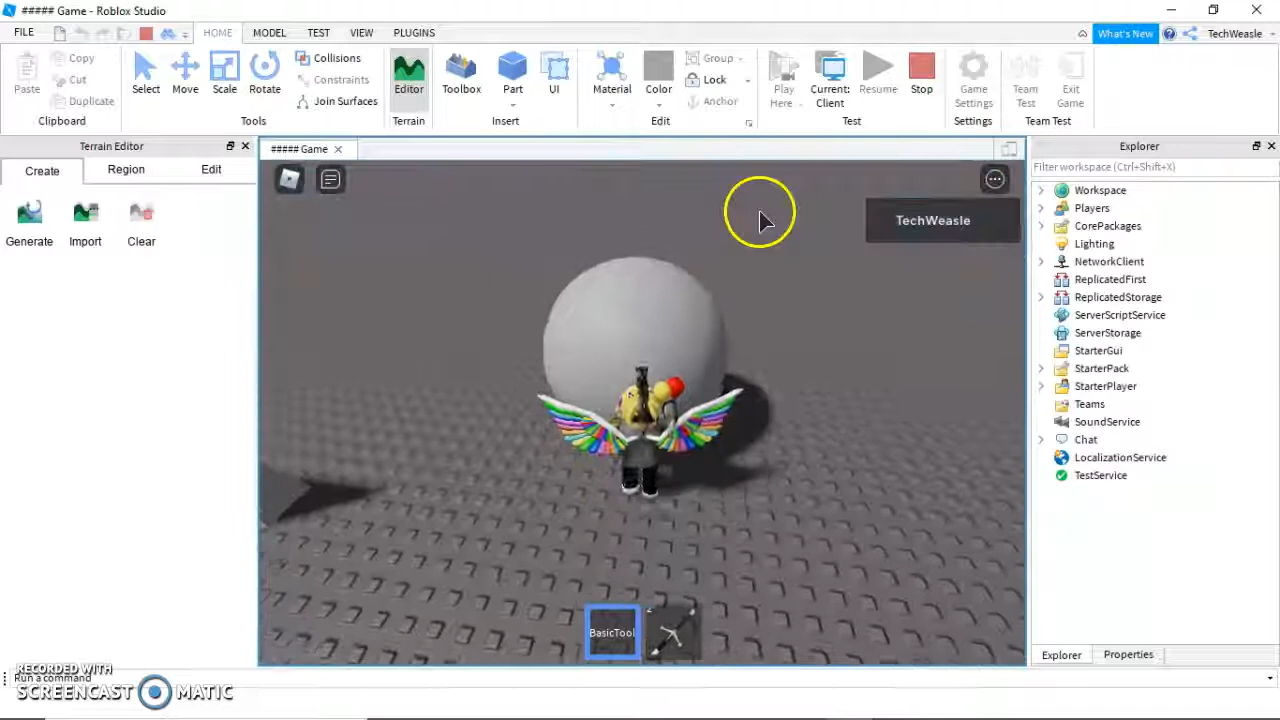 ##### Game - Roblox Studio
FILE
HOME
MODEL
TEST
VIEW
PLUGINS
What's New
TechWeasle
Paste
Copy
Cut
Duplicate
Clipboard
Select
Move
Scale
Rotate
Tools
Collisions
Constraints
Join Surfaces
Editor
Terrain
Toolbox
Part
UI
Insert
Material
Color
Group
Lock
Anchor
Edit
Play Here
Current: Client
Resume
Stop
Test
Game Settings
Settings
Team Test
Exit Game
Team Test
Terrain Editor
Create
Region
Edit
Generate
Import
Clear
##### Game
TechWeasle
BasicTool
2
Explorer
Filter workspace (Ctrl+Shift+X)
Workspace
Players
CorePackages
Lighting
NetworkClient
ReplicatedFirst
ReplicatedStorage
ServerScriptService
ServerStorage
StarterGui
StarterPack
StarterPlayer
Teams
SoundService
Chat
LocalizationService
TestService
Explorer
Properties
Run a command
RECORDED WITH
SCREENCAST MATIC